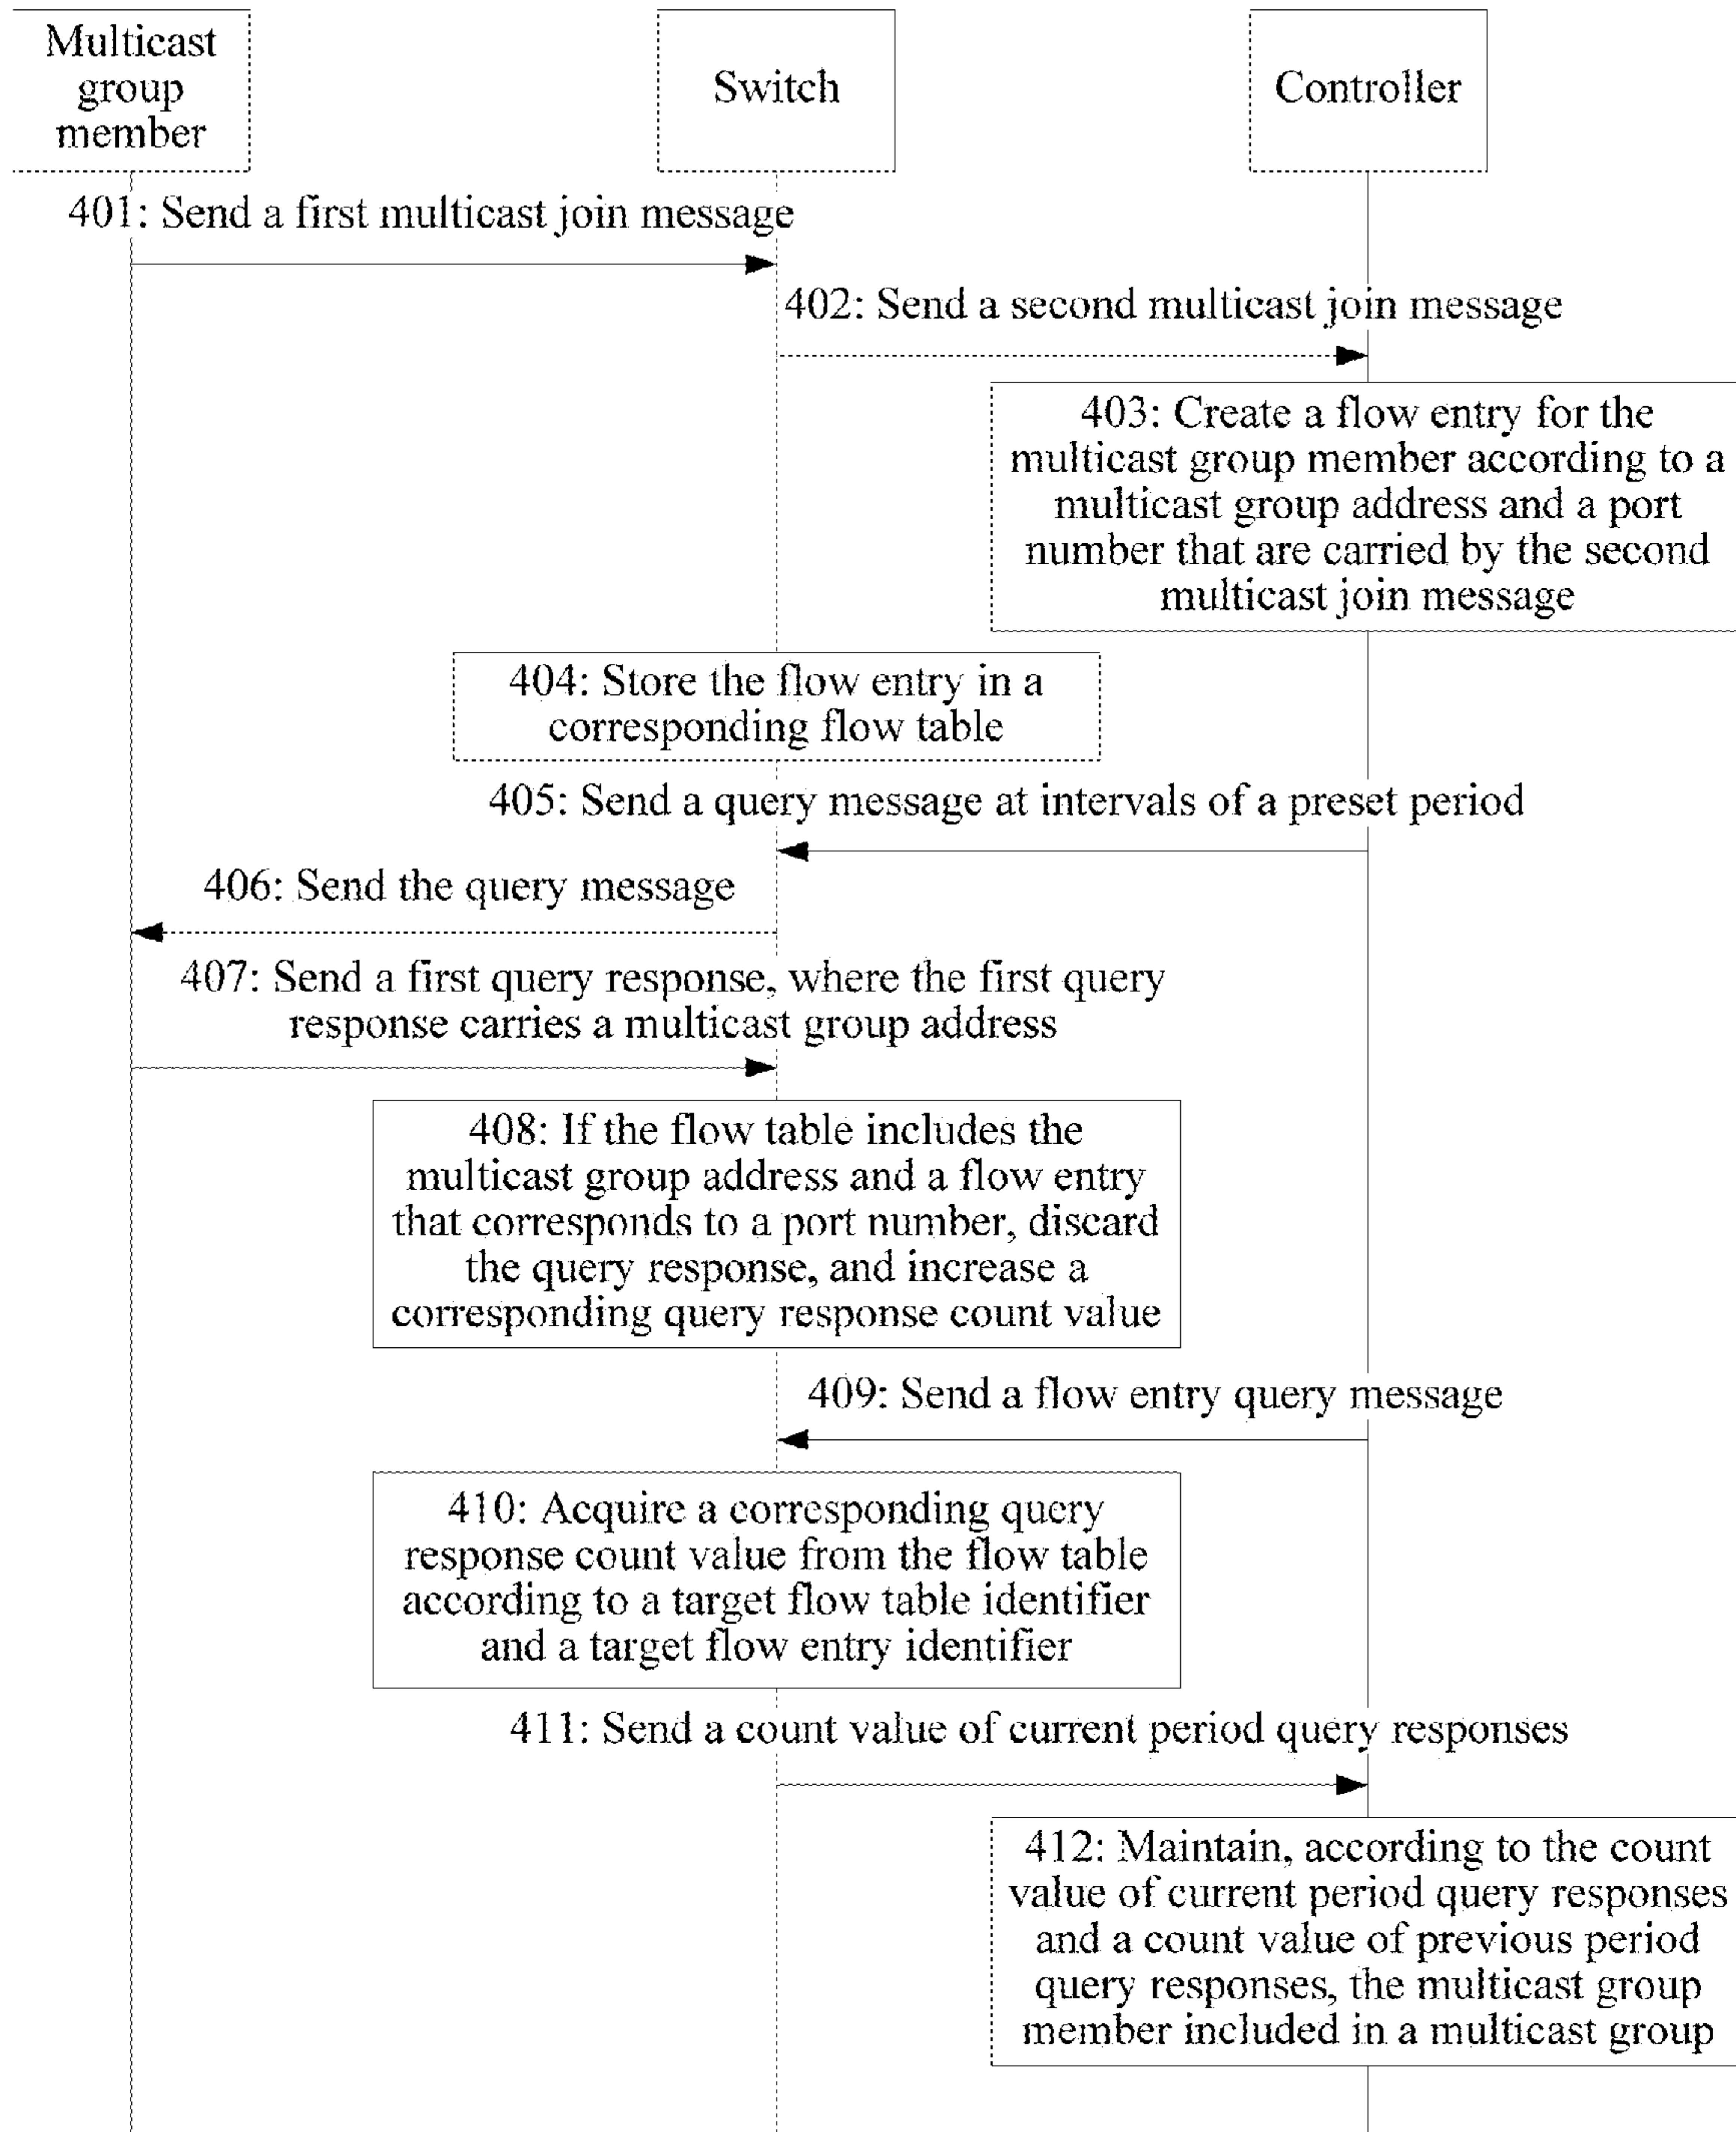 Multicast
group
member
Switch
Controller
401: Send a first multicast join message
402: Send a second multicast join message
403: Create a flow entry for the
multicast group member according to a
multicast group address and a port
number that are carried by the second
multicast join message
404: Store the flow entry in a
corresponding flow table
405: Send a query message at intervals of a preset period
406: Send the query message
407: Send a first query response, where the first query
response carries a multicast group address
408: If the flow table includes the
multicast group address and a flow entry
that corresponds to a port number, discard
the query response, and increase a
corresponding query response count value
409: Send a flow entry query message
410: Acquire a corresponding query
response count value from the flow table
according to a target flow table identifier
and a target flow entry identifier
411: Send a count value of current period query responses
412: Maintain, according to the count
value of current period query responses
and a count value of previous period
query responses, the multicast group
member included in a multicast group